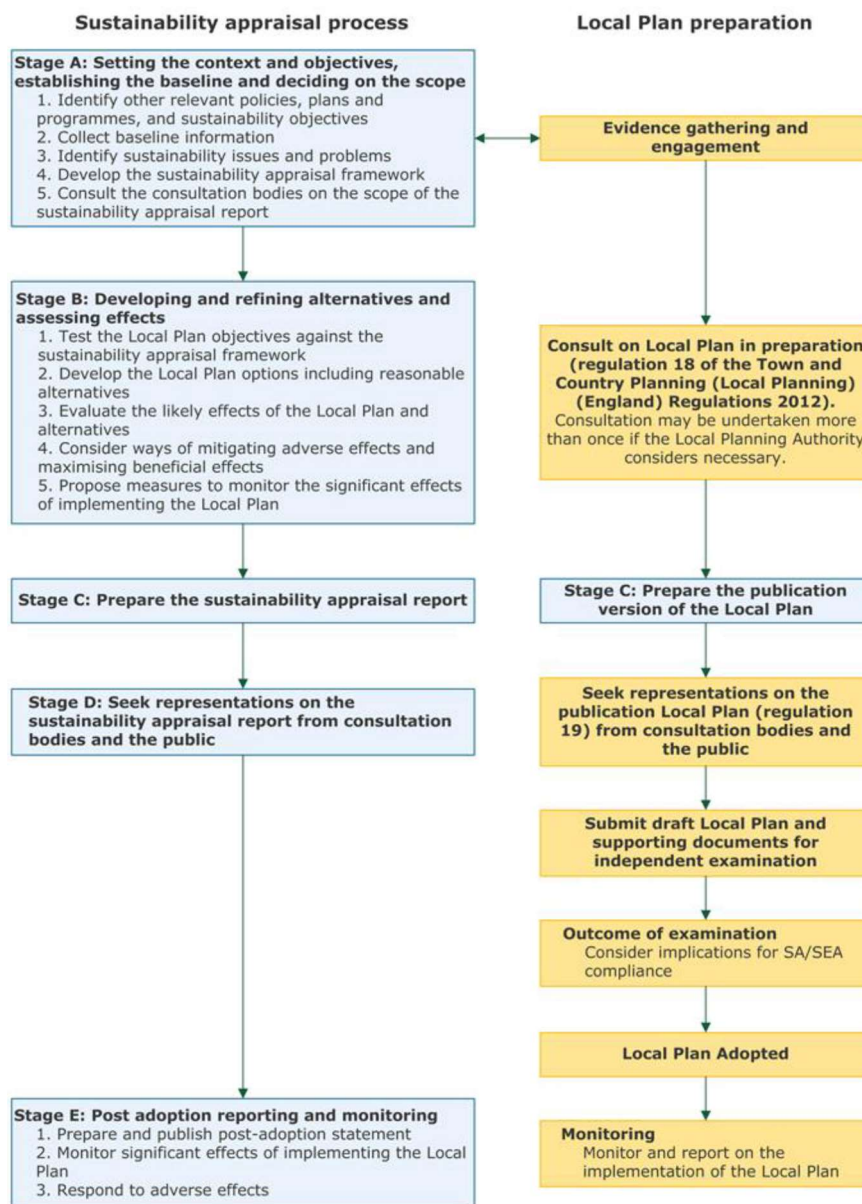 Sustainability appraisal process
Stage A: Setting the context and objectives,
establishing the baseline and deciding on the scope
1. Identify other relevant policies, plans and
programmes, and sustainability objectives
2. Collect baseline information
3. Identify sustainability issues and problems
4. Develop the sustainability appraisal framework
5. Consult the consultation bodies on the scope of the
sustainability appraisal report
Stage B: Developing and refining alternatives and
assessing effects
1. Test the Local Plan objectives against the
sustainability appraisal framework
2. Develop the Local Plan options including reasonable
alternatives
3. Evaluate the likely effects of the Local Plan and
alternatives
4. Consider ways of mitigating adverse effects and
maximising beneficial effects
5. Propose measures to monitor the significant effects
of implementing the Local Plan
Stage C: Prepare the sustainability appraisal report
Stage D: Seek representations on the
sustainability appraisal report from consultation
bodies and the public
Stage E: Post adoption reporting and monitoring
1. Prepare and publish post-adoption statement
2. Monitor significant effects of implementing the Local
Plan
3. Respond to adverse effects
Local Plan preparation
Evidence gathering and
engagement
Consult on Local Plan in preparation
(regulation 18 of the Town and
Country Planning (Local Planning)
(England) Regulations 2012).
Consultation may be undertaken more
than once if the Local Planning Authority
considers necessary.
Stage C: Prepare the publication
version of the Local Plan
Seek representations on the
publication Local Plan (regulation
19) from consultation bodies and
the public
Submit draft Local Plan and
supporting documents for
independent examination
Outcome of examination
Consider implications for SA/SEA
compliance
Local Plan Adopted
Monitoring
Monitor and report on the
implementation of the Local Plan